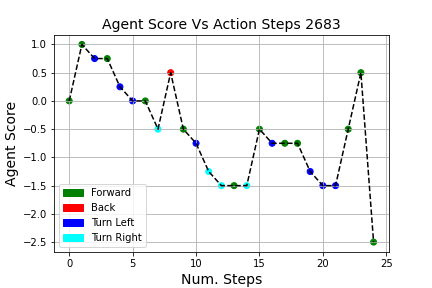 Agent Score Vs Action Steps 2683
Agent Score
1.0
0.5
0.0
−0.5
−1.0
−1.5
−2.0
−2.5
Forward
Back
Turn Left
Turn Right
0
5
10
15
20
25
Num. Steps